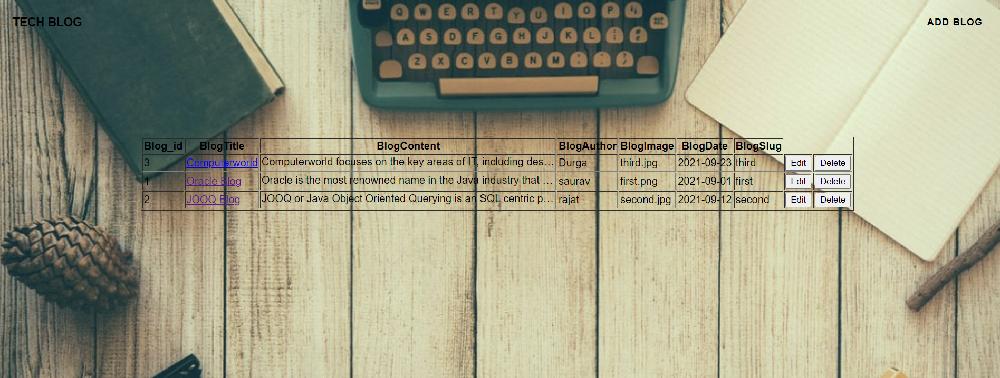 Q W E R T Y U I O P
TECH BLOG
ADD BLOG
A S D F G H J K L
Z X C V B N M
Blog_id BlogTitle BlogContent BlogAuthor BlogImage BlogDate BlogSlug
3 Computerworld Computerworld focuses on the key areas of IT, including des... Durga third.jpg 2021-09-23 third Edit Delete
1 Oracle Blog Oracle is the most renowned name in the Java industry that ... saurav first.png 2021-09-01 first Edit Delete
2 JOOQ Blog JOOQ or Java Object Oriented Querying is an SQL centric p... rajat second.jpg 2021-09-12 second Edit Delete